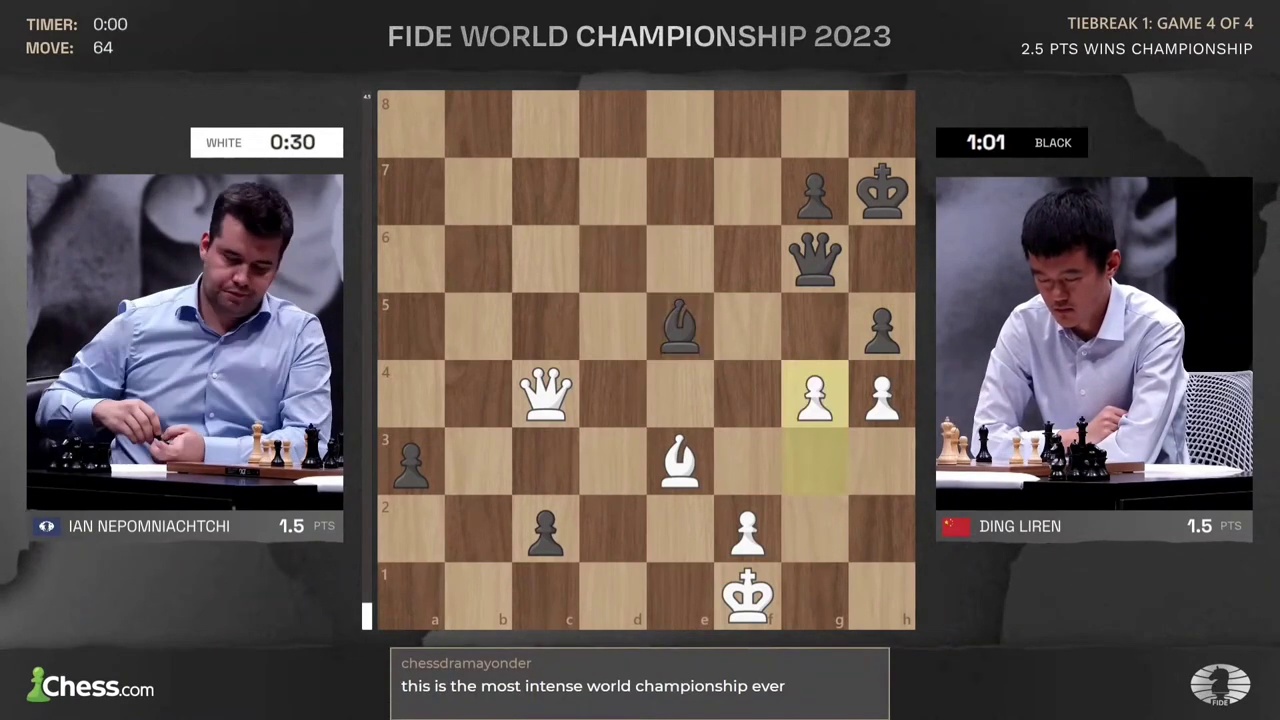 TIMER: 0:00
MOVE: 64
FIDE WORLD CHAMPIONSHIP 2023
TIEBREAK 1: GAME 4 OF 4
2.5 PTS WINS CHAMPIONSHIP
WHITE 0:30
4.1
1:01 BLACK
8
7
6
5
4
3
2
1
a b c d e f g h
IAN NEPOMNIACHTCHI 1.5 PTS
DING LIREN 1.5 PTS
chessdramayonder
this is the most intense world championship ever
Chess.com
FIDE